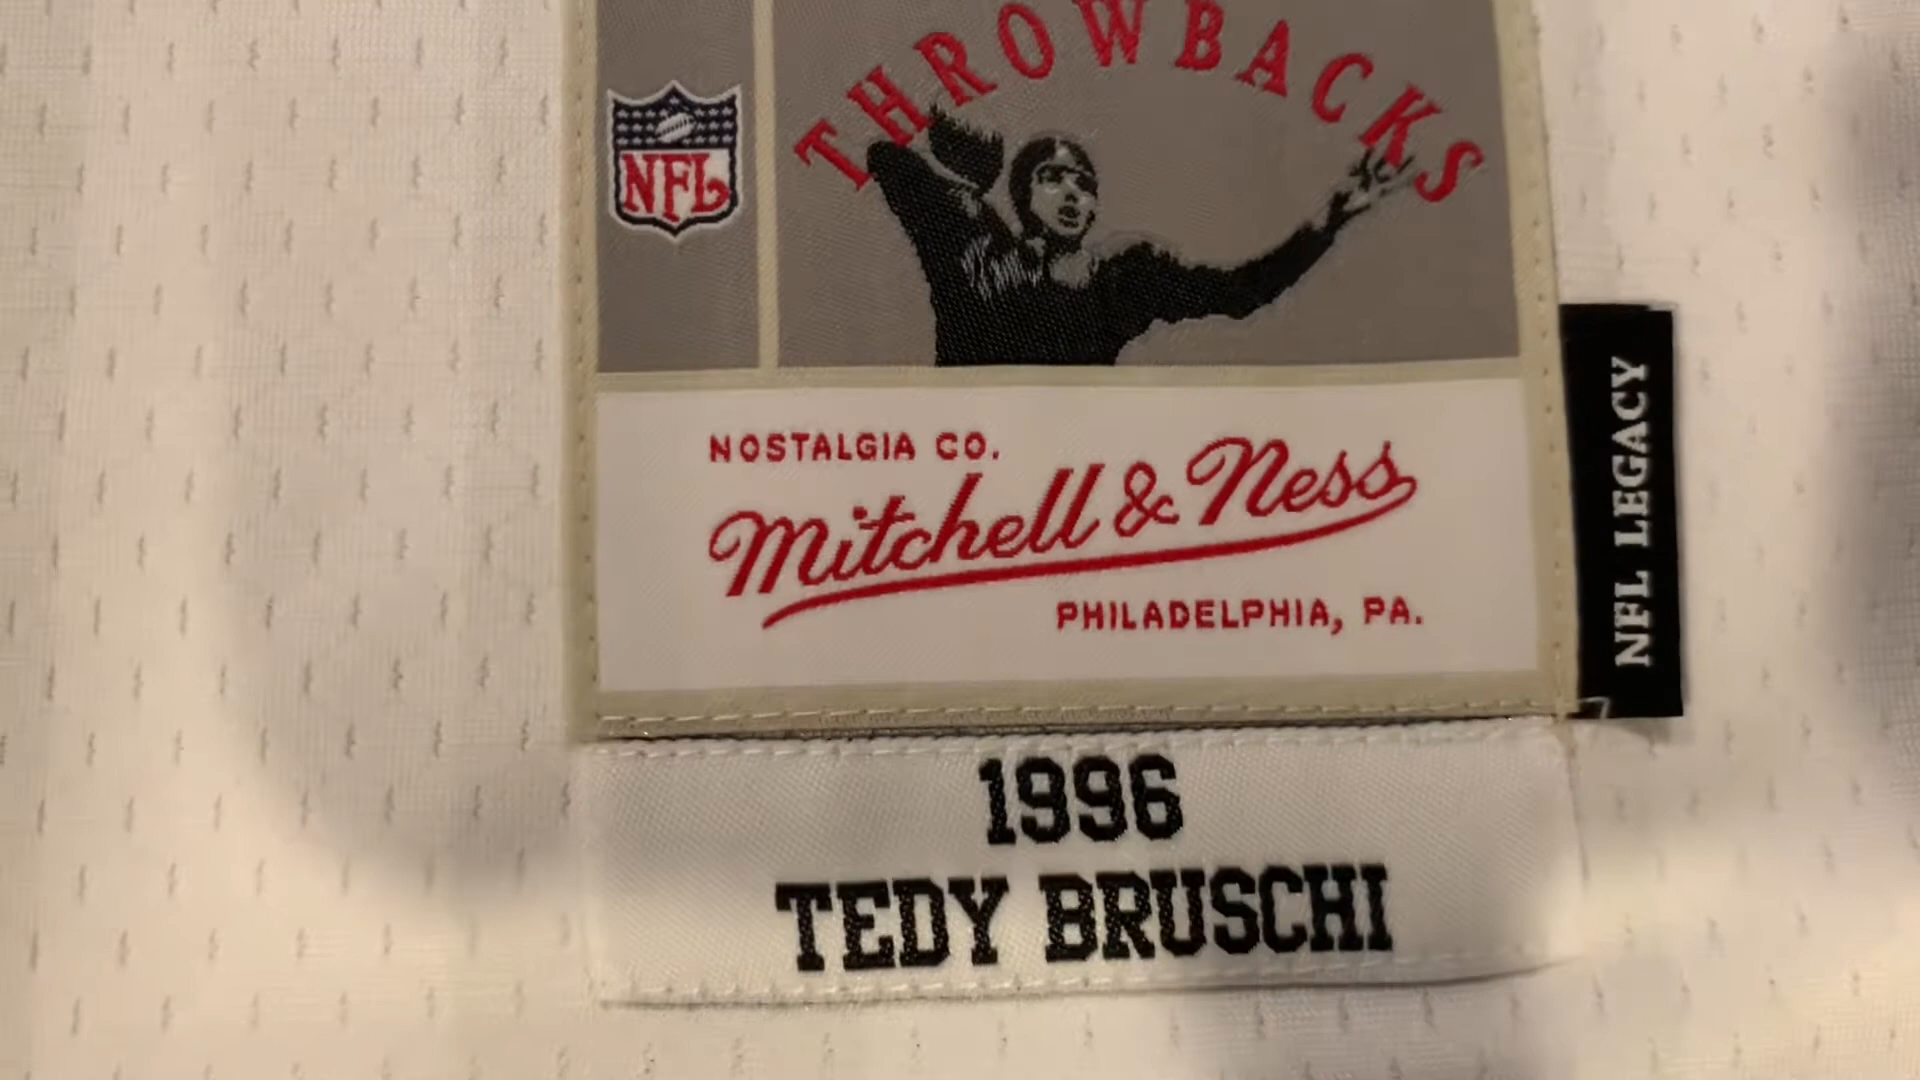 THROWBACKS
NFL
NOSTALGIA CO.
Mitchell & Ness
PHILADELPHIA, PA.
NFL LEGACY
1996
TEDY BRUSCHI